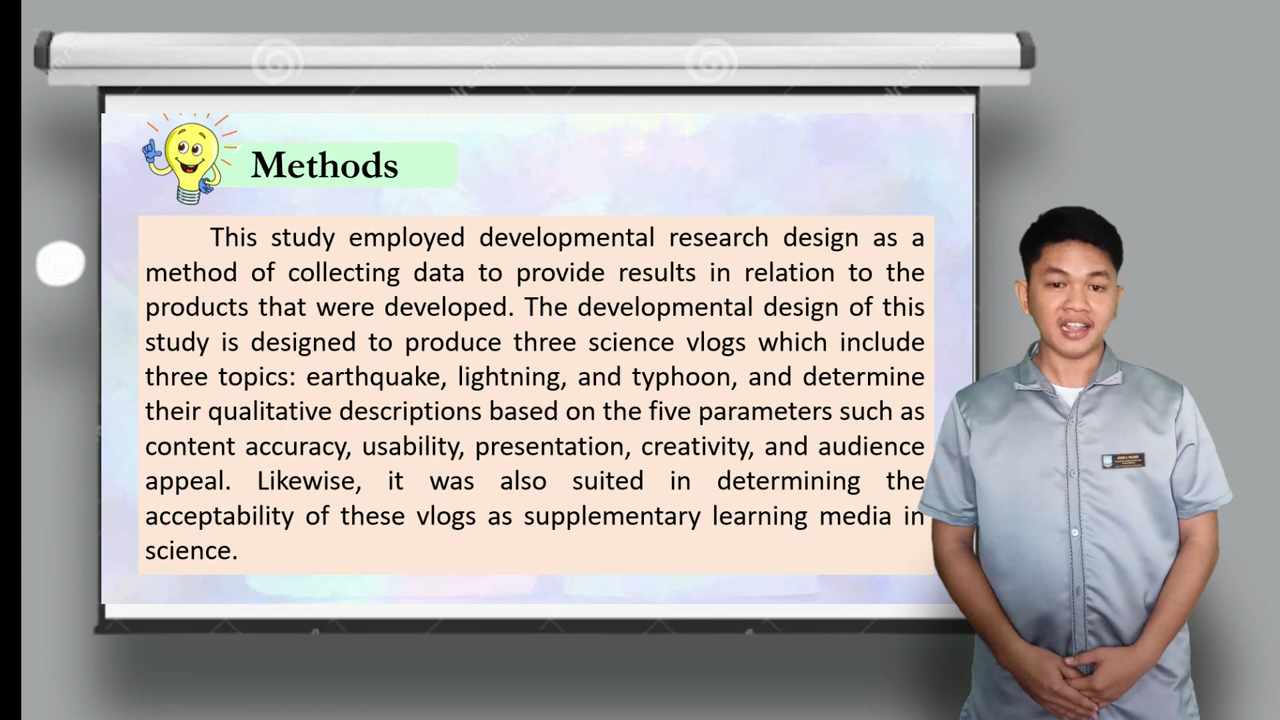 Methods
This study employed developmental research design as a
method of collecting data to provide results in relation to the
products that were developed. The developmental design of this
study is designed to produce three science vlogs which include
three topics: earthquake, lightning, and typhoon, and determine
their qualitative descriptions based on the five parameters such as
content accuracy, usability, presentation, creativity, and audience
appeal. Likewise, it was also suited in determining the
acceptability of these vlogs as supplementary learning media in
science.